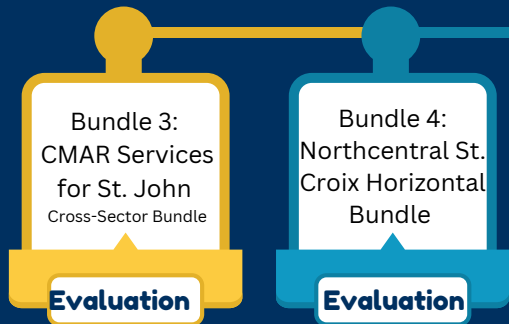 Bundle 3:
CMAR Services
for St. John
Cross-Sector Bundle
Evaluation
Bundle 4:
Northcentral St.
Croix Horizontal
Bundle
Evaluation